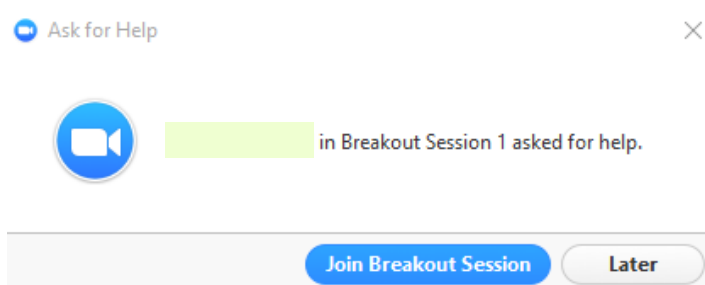 Ask for Help
in Breakout Session 1 asked for help.
Join Breakout Session
Later